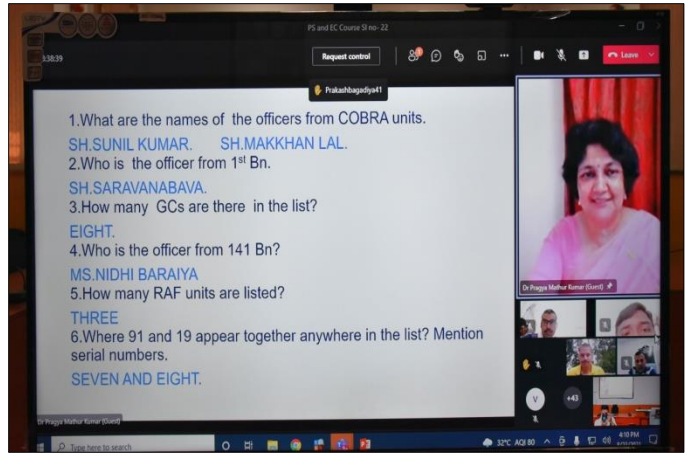 PS and EC Course Sl no- 22
:38:39
Request control
Leave
Prakashbagadiya41
1.What are the names of the officers from COBRA units.
SH.SUNIL KUMAR. SH.MAKKHAN LAL.
2.Who is the officer from 1st Bn.
SH.SARAVANABAVA.
3.How many GCs are there in the list?
EIGHT.
4.Who is the officer from 141 Bn?
MS.NIDHI BARAIYA
5.How many RAF units are listed?
THREE
6.Where 91 and 19 appear together anywhere in the list? Mention
serial numbers.
SEVEN AND EIGHT.
Dr Pragya Mathur Kumar (Guest)
V
+43
Dr Pragya Mathur Kumar (Guest)
Type here to search
32°C AQI 80
4:10 PM